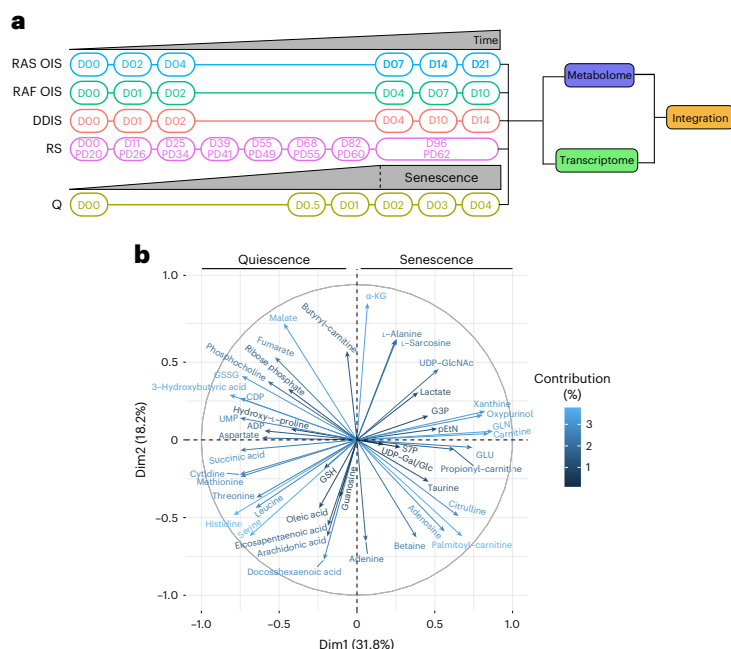 a
Time
RAS OIS D00 D02 D04 D07 D14 D21
Metabolome
RAF OIS D00 D01 D02 D04 D07 D10
Integration
DDIS D00 D01 D02 D04 D10 D14
RS D00 PD20 D11 PD26 D25 PD34 D39 PD41 D55 PD49 D68 PD55 D82 PD60 D96 PD62
Transcriptome
Senescence
Q D00 D0.5 D01 D02 D03 D04
b
Quiescence Senescence
1.0
0.5
0
−0.5
−1.0
Dim2 (18.2%)
α-KG
Malate
Butyryl–carnitine
L–Alanine
L–Sarcosine
Fumarate
Phosphocholine
Ribose phosphate
UDP–GlcNAc
GSSG
3–Hydroxybutyric acid
CDP
Lactate
Xanthine
Hydroxy–L–proline
G3P
Oxypurinol
UMP
ADP
pEtN
GLN
Carnitine
Aspartate
S7P
GLU
Succinic acid
UDP–Gal/Glc
Propionyl–carnitine
Cytidine
Methionine
GSH
Guanosine
Taurine
Threonine
Leucine
Citrulline
Histidine
Serine
Oleic acid
Adenosine
Eicosapentaenoic acid
Arachidonic acid
Betaine
Palmitoyl–carnitine
Adenine
Docosahexaenoic acid
−1.0 −0.5 0 0.5 1.0
Dim1 (31.8%)
Contribution
(%)
3
2
1